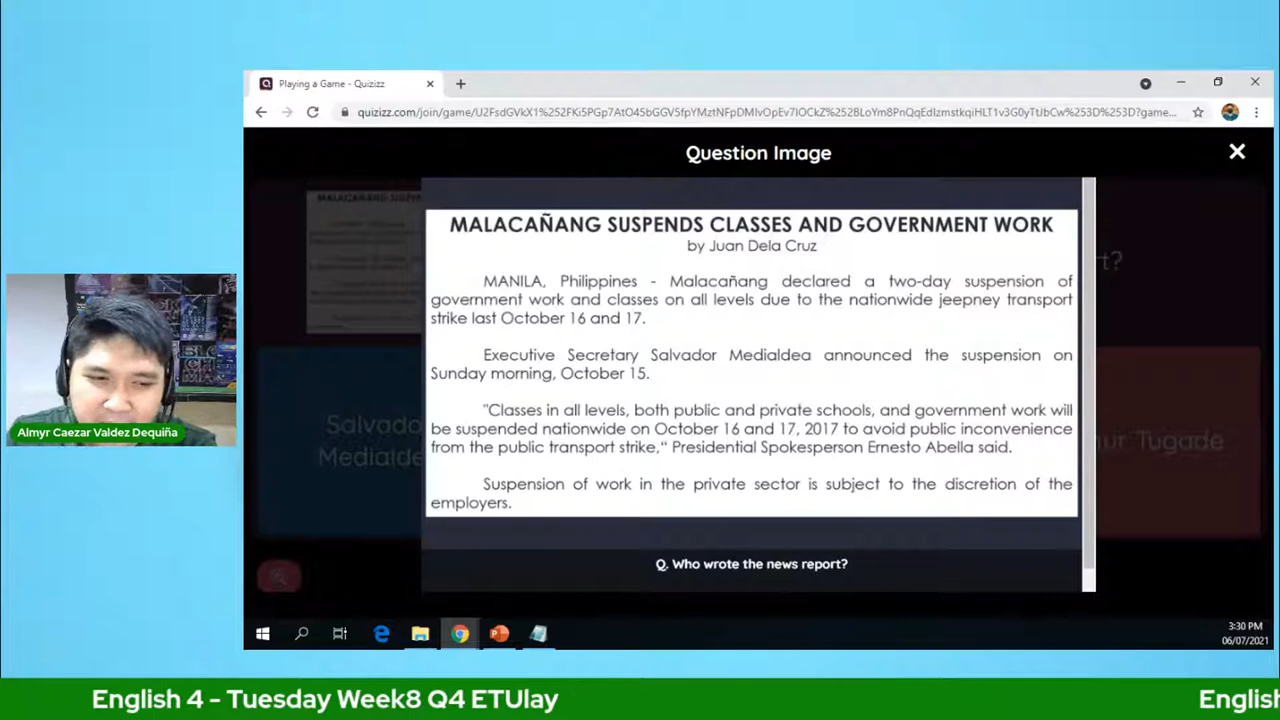 Playing a Game - Quizizz
quizizz.com/join/game/
Question Image
MALACAÑANG SUSPENDS CLASSES AND GOVERNMENT WORK
by Juan Dela Cruz
MANILA, Philippines - Malacañang declared a two-day suspension of
government work and classes on all levels due to the nationwide jeepney transport
strike last October 16 and 17.
Executive Secretary Salvador Medialdea announced the suspension on
Sunday morning, October 15.
"Classes in all levels, both public and private schools, and government work will
be suspended nationwide on October 16 and 17, 2017 to avoid public inconvenience
from the public transport strike," Presidential Spokesperson Ernesto Abella said.
Suspension of work in the private sector is subject to the discretion of the
employers.
Q. Who wrote the news report?
Salvador
Medialde
Tugade
Almyr Caezar Valdez Dequiña
3:30 PM
06/07/2021
English 4 - Tuesday Week8 Q4 ETUlay
English